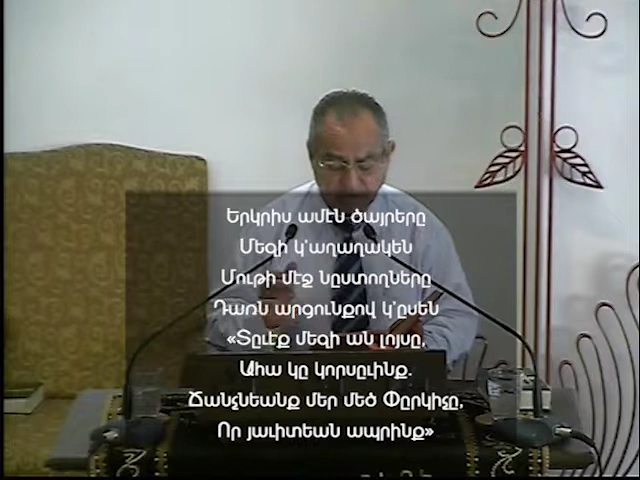 Երկրիս ամէն ծայրերը
Մեզի կ՚աղաղակեն
Մութի մէջ նըստողները
Դառն արցունքով կ՚ըսեն
«Տըւէք մեզի ան լոյսը,
Ահա կը կորսըւինք.
Ճանչնեանք մեր մեծ Փըրկիչը,
Որ յաւիտեան ապրինք»